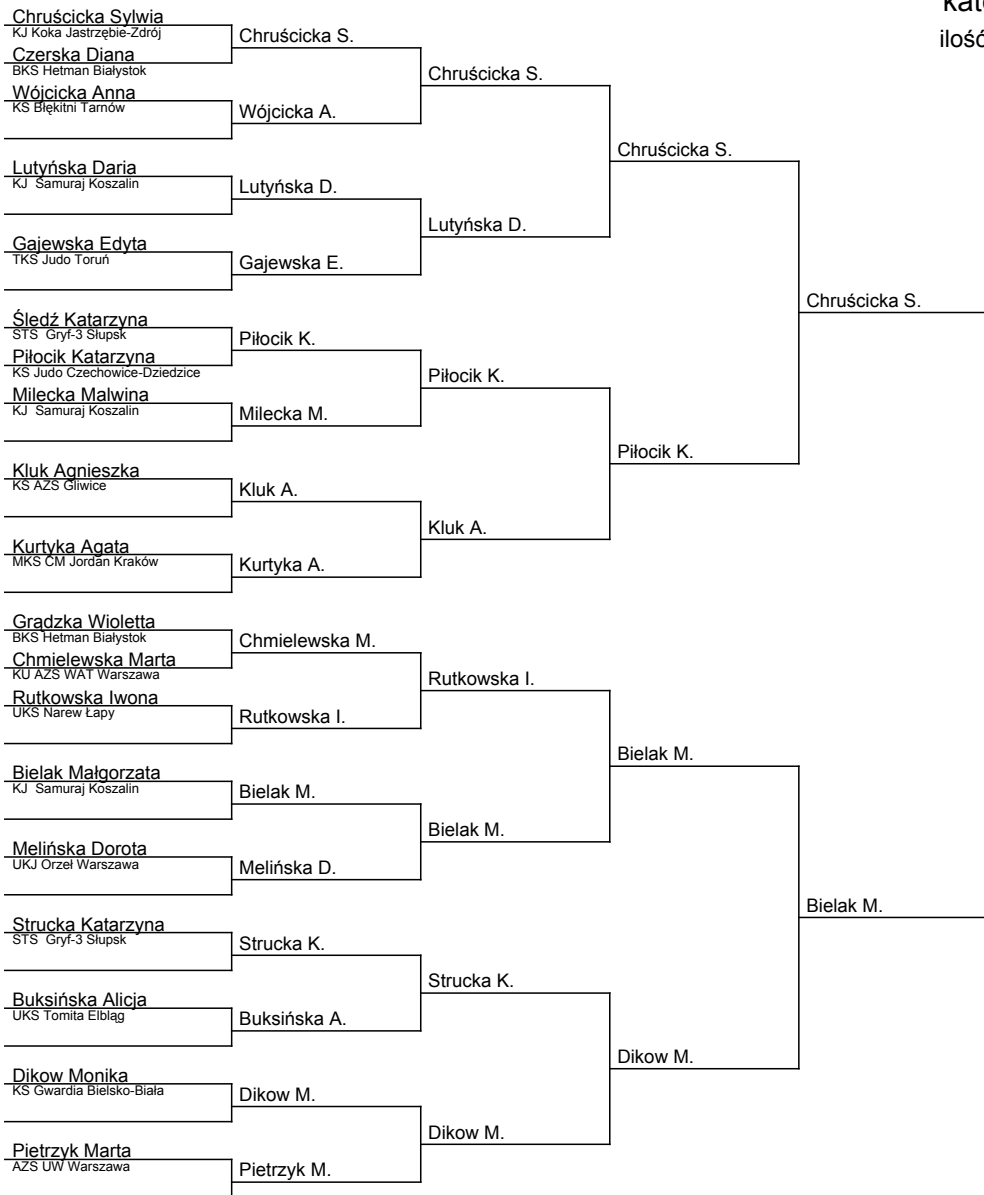 kat
ilość
Chruścicka Sylwia
KJ Koka Jastrzębie-Zdrój
Czerska Diana
BKS Hetman Białystok
Wójcicka Anna
KS Błękitni Tarnów
Lutyńska Daria
KJ Samuraj Koszalin
Gajewska Edyta
TKS Judo Toruń
Śledź Katarzyna
STS Gryf-3 Słupsk
Piłocik Katarzyna
KS Judo Czechowice-Dziedzice
Milecka Malwina
KJ Samuraj Koszalin
Kluk Agnieszka
KS AZS Gliwice
Kurtyka Agata
MKS CM Jordan Kraków
Grądzka Wioletta
BKS Hetman Białystok
Chmielewska Marta
KU AZS WAT Warszawa
Rutkowska Iwona
UKS Narew Łapy
Bielak Małgorzata
KJ Samuraj Koszalin
Melińska Dorota
UKJ Orzeł Warszawa
Strucka Katarzyna
STS Gryf-3 Słupsk
Buksińska Alicja
UKS Tomita Elbląg
Dikow Monika
KS Gwardia Bielsko-Biała
Pietrzyk Marta
AZS UW Warszawa
Chruścicka S.
Wójcicka A.
Lutyńska D.
Gajewska E.
Piłocik K.
Milecka M.
Kluk A.
Kurtyka A.
Chmielewska M.
Rutkowska I.
Bielak M.
Melińska D.
Strucka K.
Buksińska A.
Dikow M.
Pietrzyk M.
Chruścicka S.
Lutyńska D.
Piłocik K.
Kluk A.
Rutkowska I.
Bielak M.
Strucka K.
Dikow M.
Chruścicka S.
Piłocik K.
Bielak M.
Dikow M.
Chruścicka S.
Bielak M.